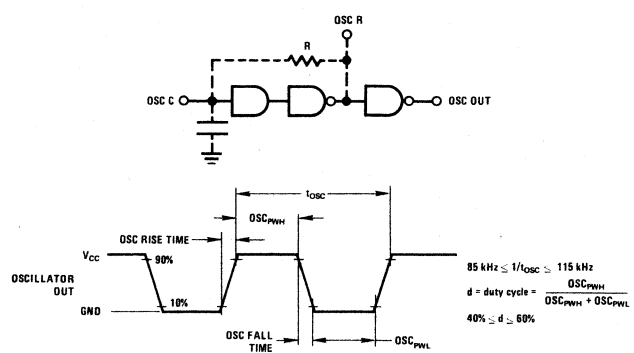 OSC R
R
OSC C
OSC OUT
tOSC
OSCPWH
OSC RISE TIME
VCC
90%
OSCILLATOR
OUT
10%
GND
OSC FALL
TIME
OSCPWL
85 kHz ≤ 1/tOSC ≥ 115 kHz
d = duty cycle = OSCPWH / OSCPWH + OSCPWL
40% ≤ d ≥ 60%